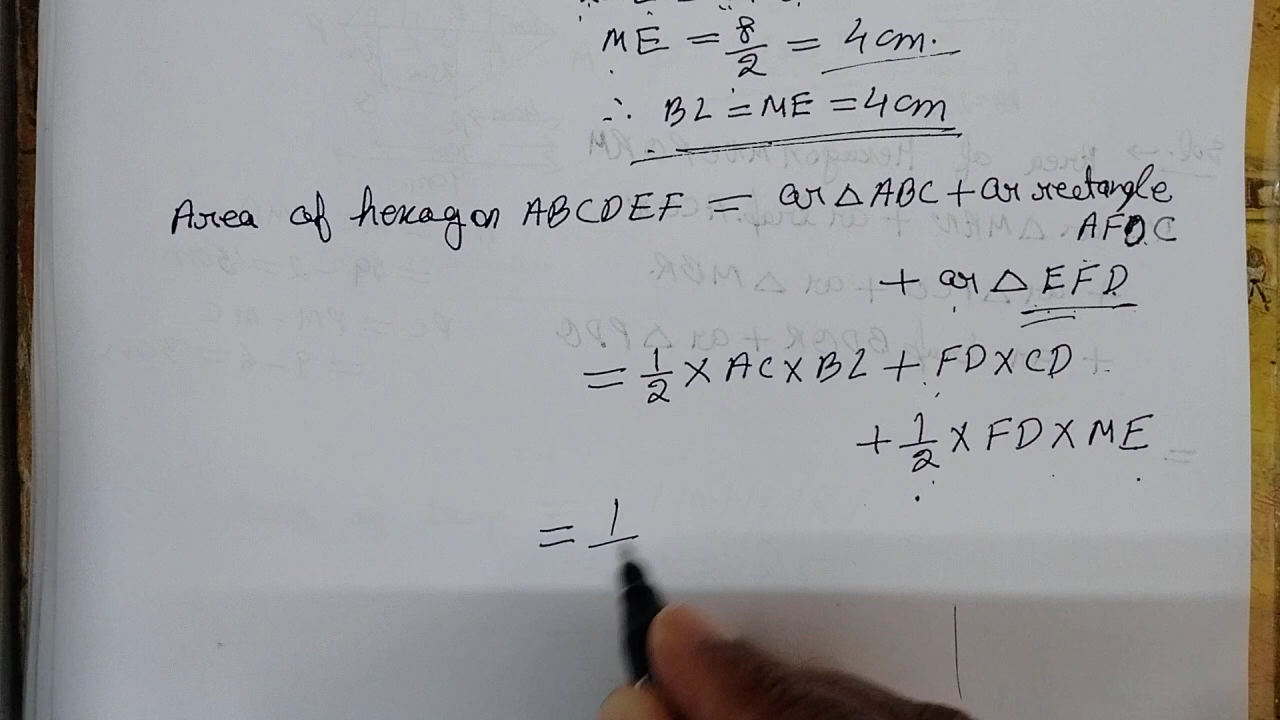 ME = 8/2 = 4cm.
∴ BL = ME = 4cm
Area of hexagon ABCDEF = ar △ ABC + ar rectangle
AFDC
+ ar △ EFD
= 1/2 × AC × BL + FD × CD
+ 1/2 × FD × ME
= 1